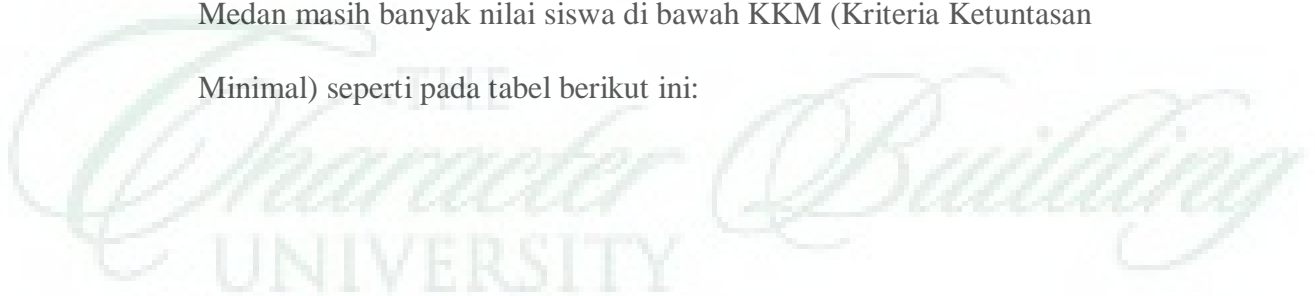 Medan masih banyak nilai siswa di bawah KKM (Kriteria Ketuntasan
Minimal) seperti pada tabel berikut ini:
THE
Character Building
UNIVERSITY